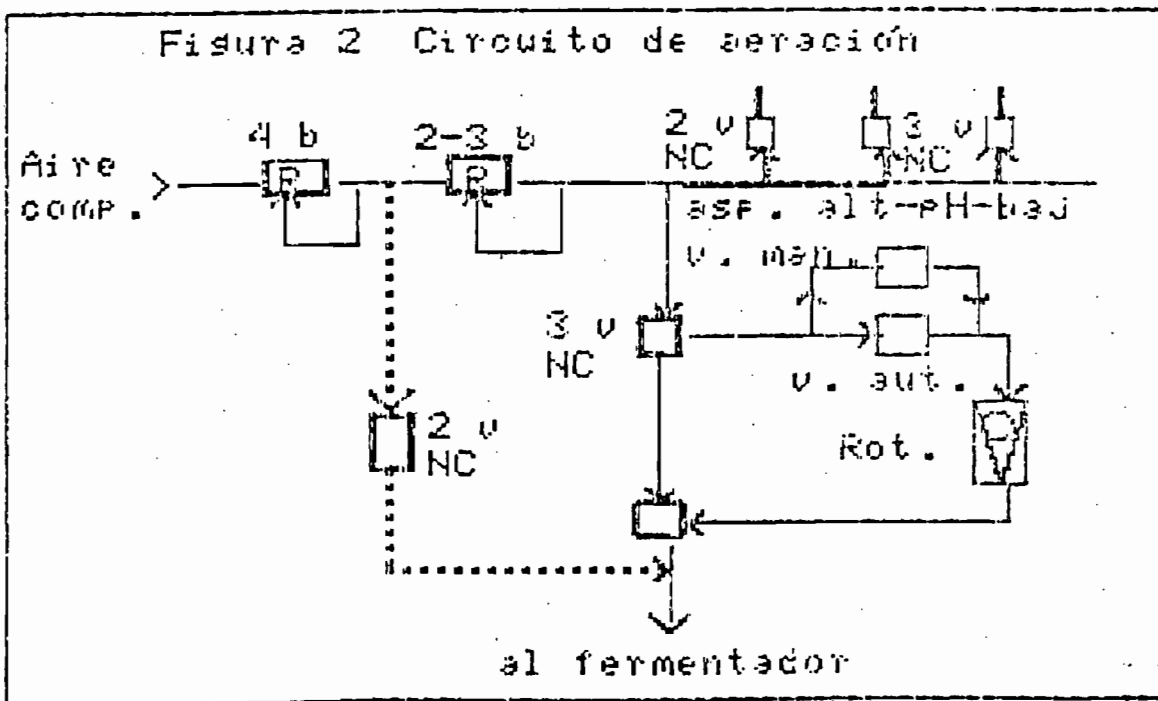 Figura 2 Circuito de aeración
4 b
2-3 b
2 v
NC
3 v
NC
Aire
comp.
R
R
asp. alt-pH-baj
v. man.
3 v
NC
v. aut.
2 v
NC
Rot.
al fermentador